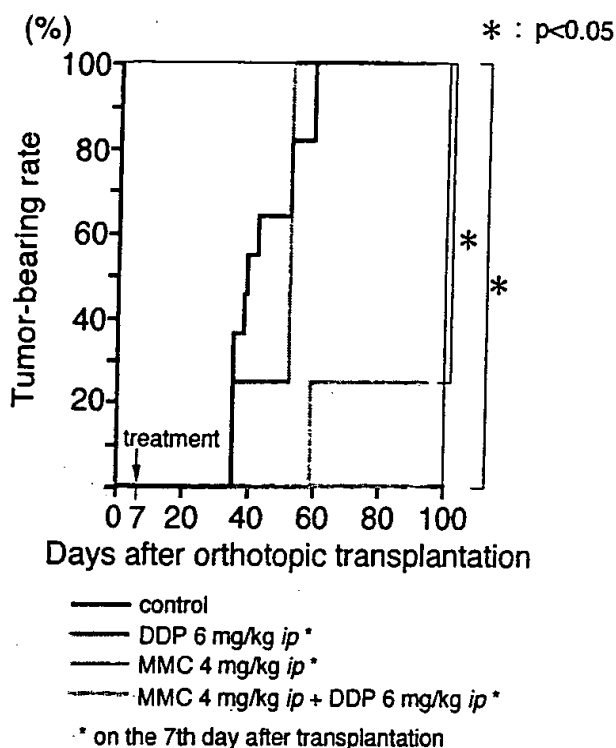 (%)
* : p<0.05
100
80
60
40
20
Tumor-bearing rate
*
*
treatment
0 7 20 40 60 80 100
Days after orthotopic transplantation
control
DDP 6 mg/kg ip *
MMC 4 mg/kg ip *
MMC 4 mg/kg ip + DDP 6 mg/kg ip *
* on the 7th day after transplantation